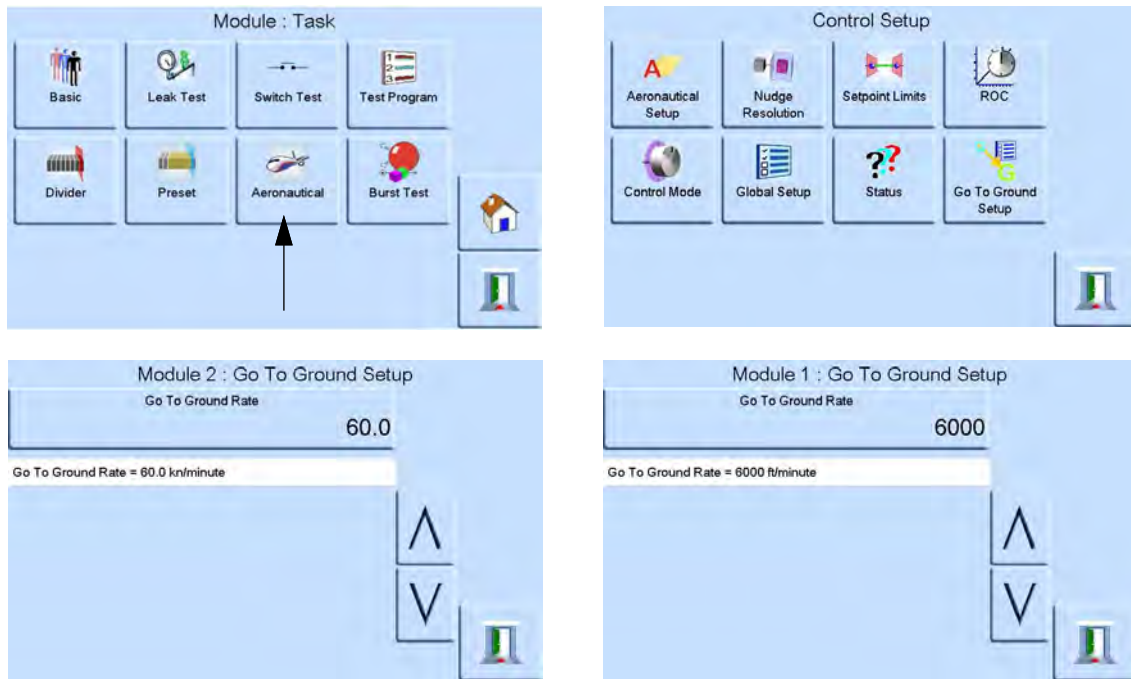 Module : Task
Basic
Leak Test
Switch Test
1
2
3
Test Program
Divider
Preset
Aeronautical
Burst Test
Control Setup
A
Aeronautical
Setup
Nudge
Resolution
Setpoint Limits
ROC
Control Mode
Global Setup
??
Status
G
Go To Ground
Setup
Module 2 : Go To Ground Setup
Go To Ground Rate
60.0
Go To Ground Rate = 60.0 kn/minute
Module 1 : Go To Ground Setup
Go To Ground Rate
6000
Go To Ground Rate = 6000 ft/minute